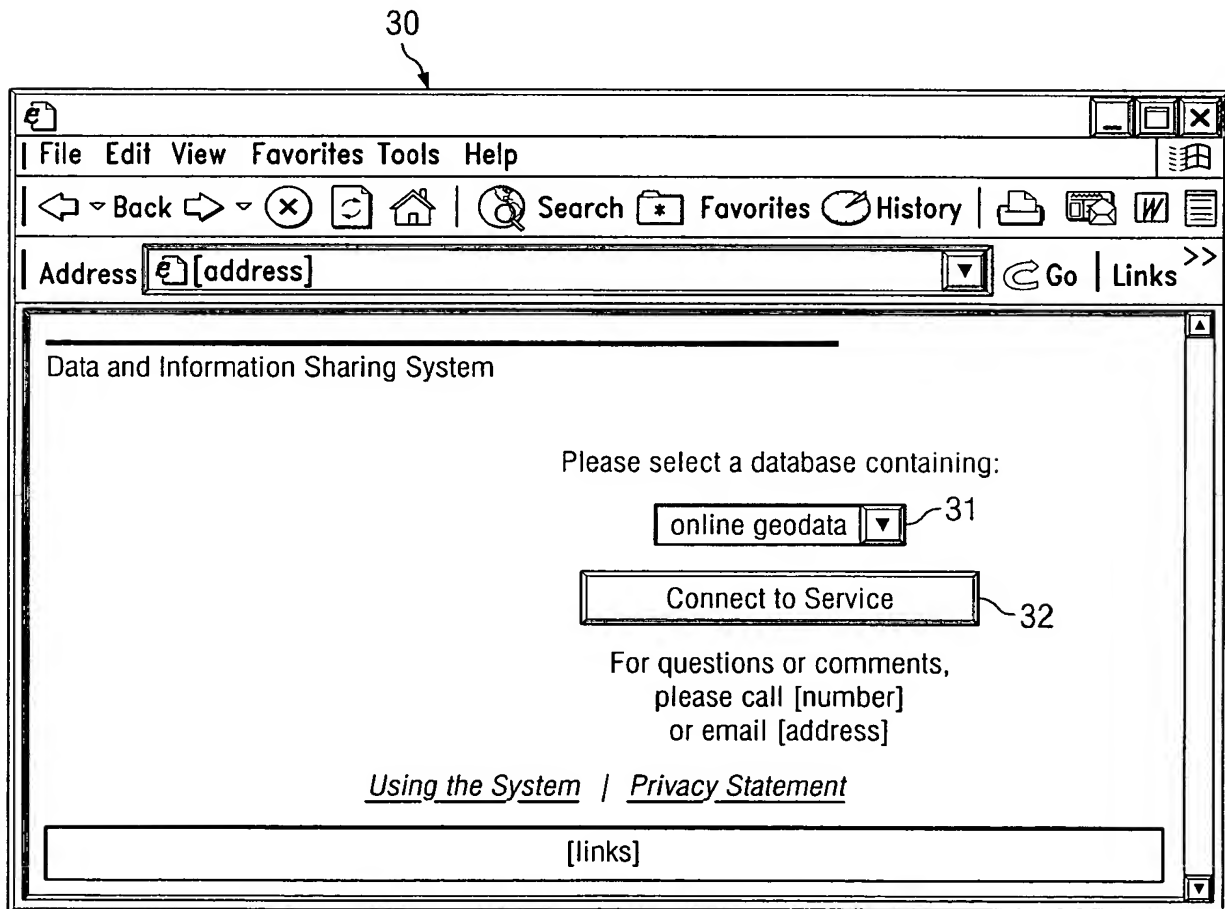 30
File Edit View Favorites Tools Help
Back Search Favorites History W
Address [address] Go Links >>
Data and Information Sharing System
Please select a database containing:
online geodata 31
Connect to Service 32
For questions or comments,
please call [number]
or email [address]
Using the System | Privacy Statement
[links]